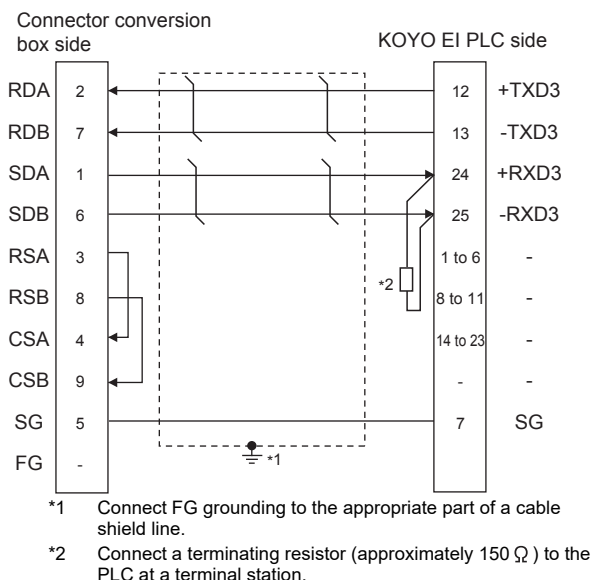 Connector conversion
box side
KOYO EI PLC side
RDA 2 12 +TXD3
RDB 7 13 -TXD3
SDA 1 24 +RXD3
SDB 6 25 -RXD3
RSA 3 1 to 6 -
*2
RSB 8 8 to 11 -
CSA 4 14 to 23 -
CSB 9 - -
SG 5 7 SG
FG -
*1
*1 Connect FG grounding to the appropriate part of a cable
shield line.
*2 Connect a terminating resistor (approximately 150 Ω ) to the
PLC at a terminal station.